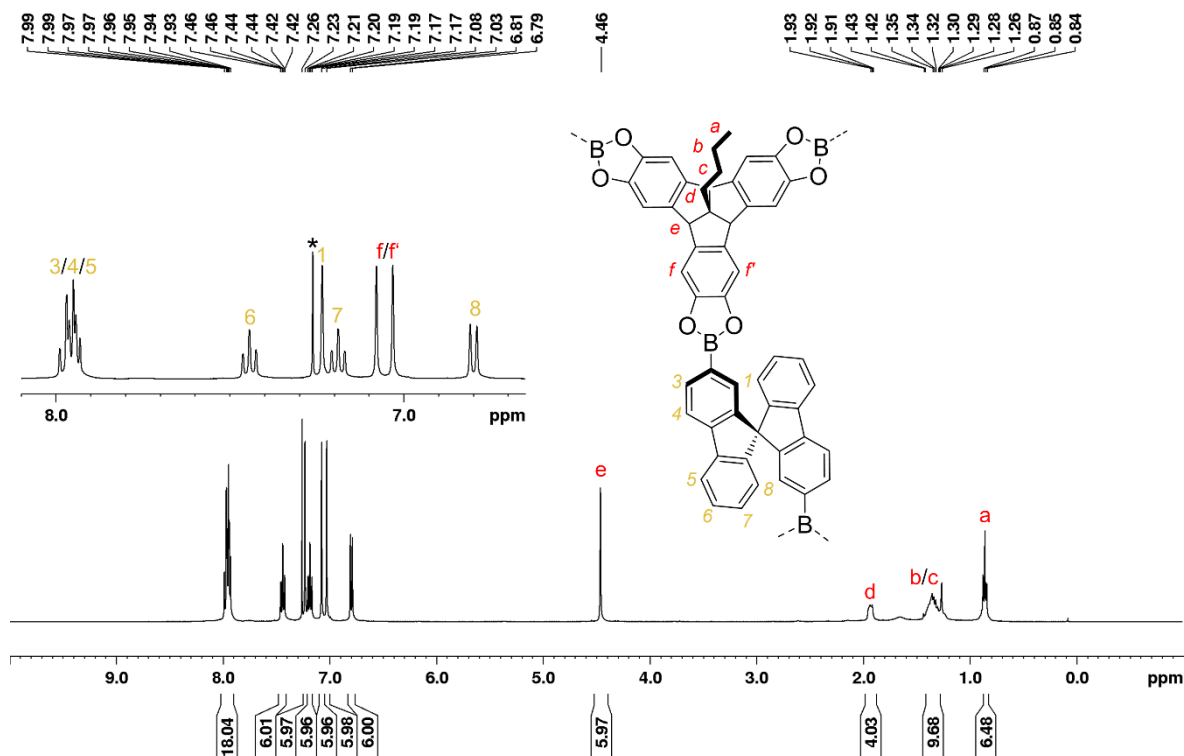 7.99 7.99 7.97 7.97 7.96 7.95 7.94 7.93 7.46 7.46 7.44 7.44 7.42 7.42 7.26 7.23 7.21 7.20 7.19 7.19 7.17 7.17 7.08 7.03 6.81 6.79
4.46
1.93 1.92 1.91 1.43 1.42 1.35 1.34 1.32 1.30 1.29 1.28 1.26 0.87 0.85 0.84
3/4/5
6
*
1
7
f/f'
8
8.0 7.0 ppm
a
b
c
d
e
f f'
B O O
O B O
O O
B
3 1
4
5 8
6 7
B
e
d
b/c
a
9.0 8.0 7.0 6.0 5.0 4.0 3.0 2.0 1.0 0.0 ppm
18.04 6.01 5.97 5.96 5.96 5.98 6.00 5.97 4.03 9.68 6.48